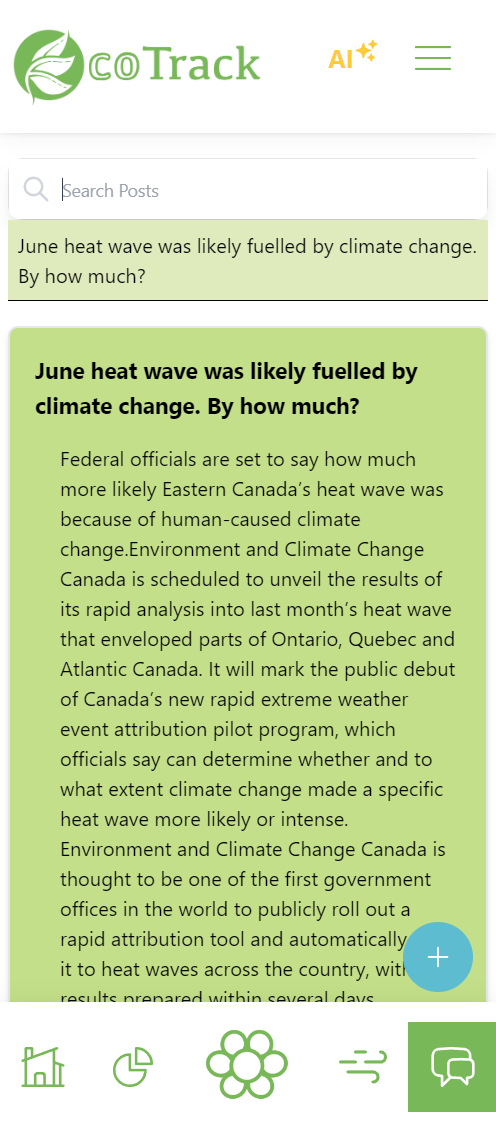 EcoTrack
AI
Search Posts
June heat wave was likely fuelled by climate change.
By how much?
June heat wave was likely fuelled by
climate change. By how much?
Federal officials are set to say how much
more likely Eastern Canada's heat wave was
because of human-caused climate
change.Environment and Climate Change
Canada is scheduled to unveil the results of
its rapid analysis into last month's heat wave
that enveloped parts of Ontario, Quebec and
Atlantic Canada. It will mark the public debut
of Canada's new rapid extreme weather
event attribution pilot program, which
officials say can determine whether and to
what extent climate change made a specific
heat wave more likely or intense.
Environment and Climate Change Canada is
thought to be one of the first government
offices in the world to publicly roll out a
rapid attribution tool and automatically
it to heat waves across the country, with
results prepared within several days